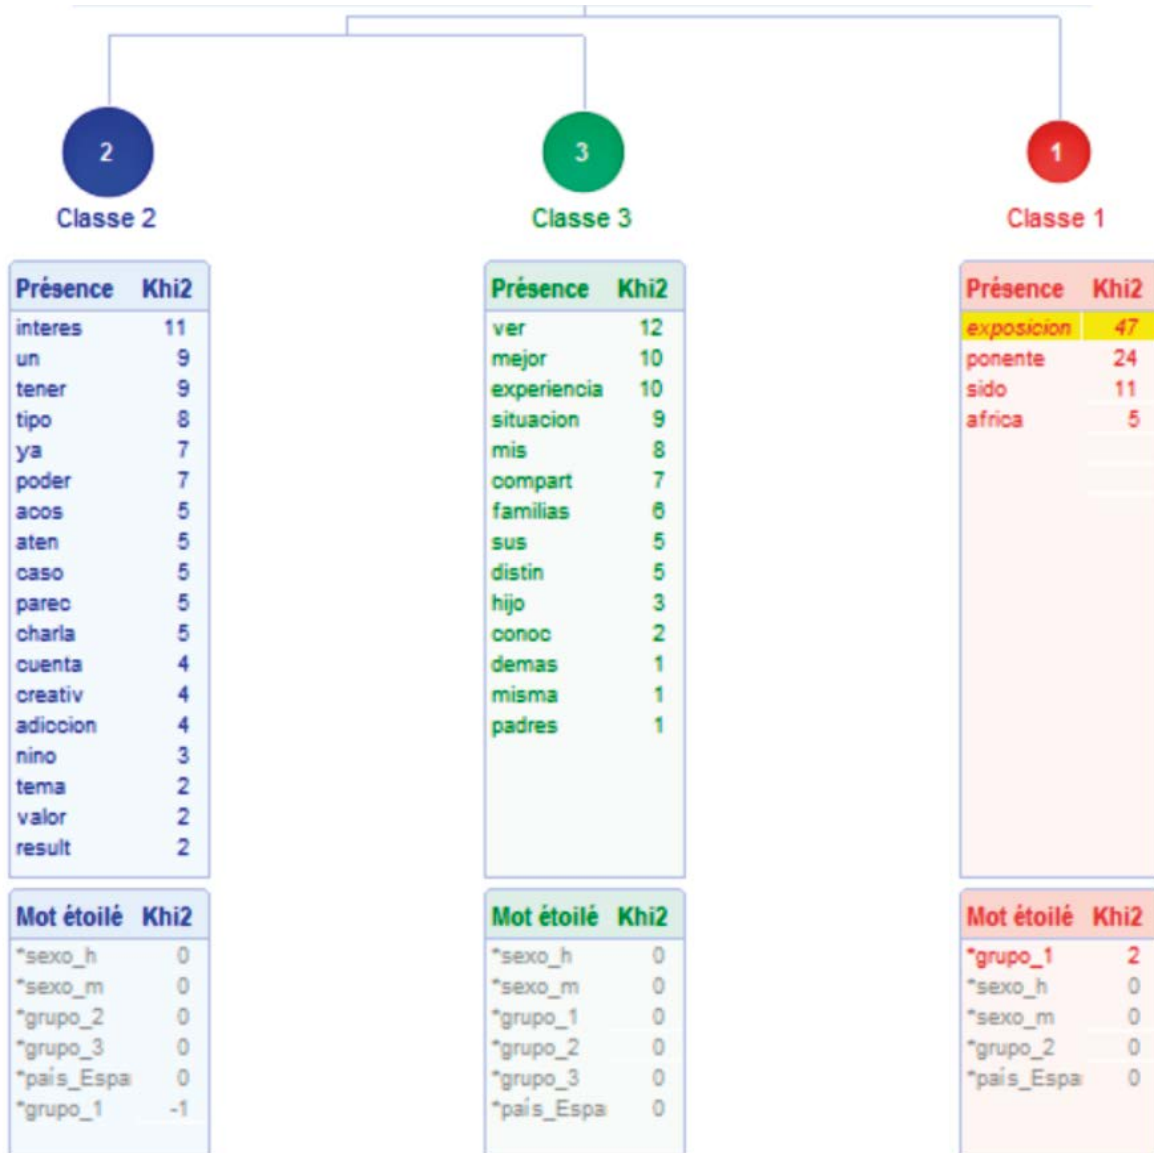 2
Classe 2
Présence Khi2
interes 11
un 9
tener 9
tipo 8
ya 7
poder 7
acos 5
aten 5
caso 5
parec 5
charla 5
cuenta 4
creativ 4
adiccion 4
nino 3
tema 2
valor 2
result 2
Mot étoilé Khi2
*sexo_h 0
*sexo_m 0
*grupo_2 0
*grupo_3 0
*país_Espa 0
*grupo_1 -1
3
Classe 3
Présence Khi2
ver 12
mejor 10
experiencia 10
situacion 9
mis 8
compart 7
familias 6
sus 5
distin 5
hijo 3
conoc 2
demas 1
misma 1
padres 1
Mot étoilé Khi2
*sexo_h 0
*sexo_m 0
*grupo_1 0
*grupo_2 0
*grupo_3 0
*país_Espa 0
1
Classe 1
Présence Khi2
exposicion 47
ponente 24
sido 11
africa 5
Mot étoilé Khi2
*grupo_1 2
*sexo_h 0
*sexo_m 0
*grupo_2 0
*país_Espa 0